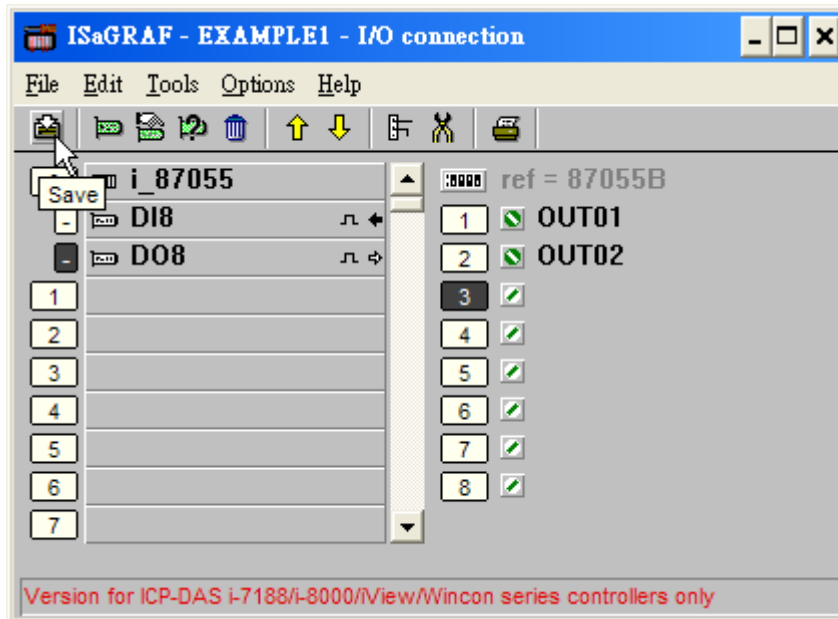 ISaGRAF - EXAMPLE1 - I/O connection
File Edit Tools Options Help
i_87055
Save
DI8
DO8
1
2
3
4
5
6
7
ref = 87055B
1 OUT01
2 OUT02
3
4
5
6
7
8
Version for ICP-DAS i-7188/i-8000/iView/Wincon series controllers only